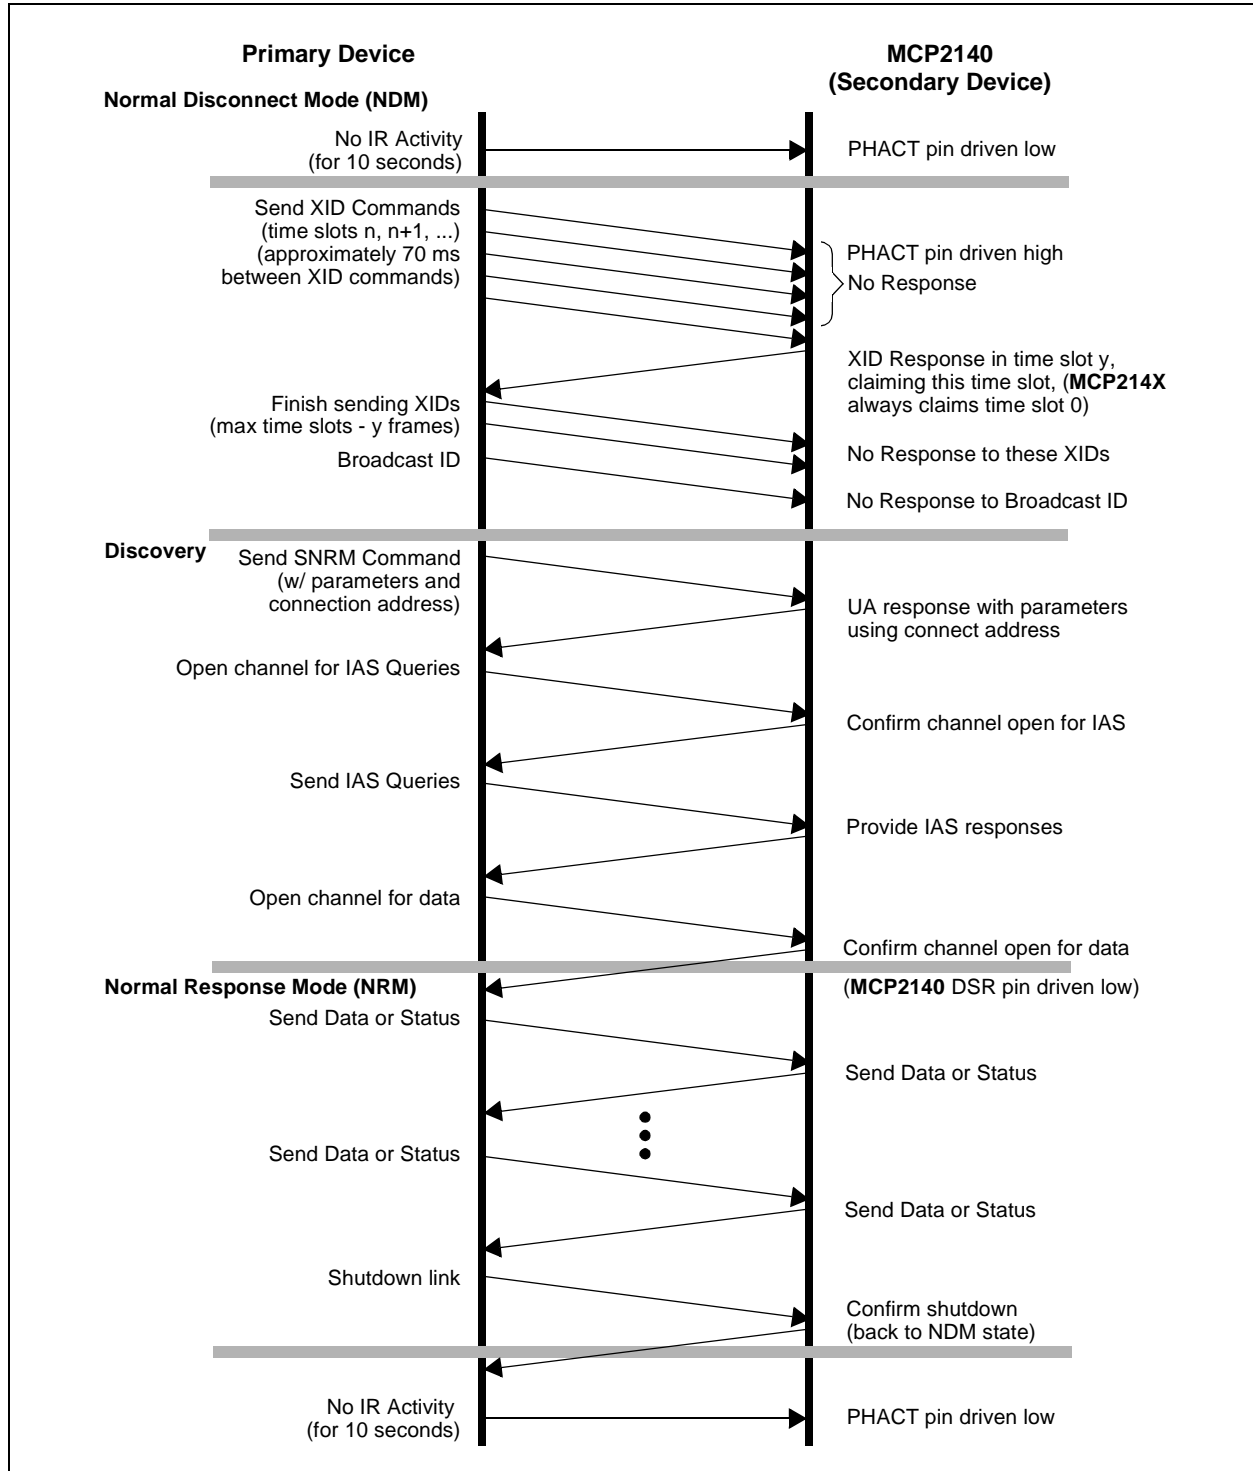 Primary Device
MCP2140
(Secondary Device)
Normal Disconnect Mode (NDM)
No IR Activity
(for 10 seconds)
PHACT pin driven low
Send XID Commands
(time slots n, n+1, ...)
(approximately 70 ms
between XID commands)
PHACT pin driven high
No Response
XID Response in time slot y,
claiming this time slot, (MCP214X
always claims time slot 0)
Finish sending XIDs
(max time slots - y frames)
No Response to these XIDs
Broadcast ID
No Response to Broadcast ID
Discovery
Send SNRM Command
(w/ parameters and
connection address)
UA response with parameters
using connect address
Open channel for IAS Queries
Confirm channel open for IAS
Send IAS Queries
Provide IAS responses
Open channel for data
Confirm channel open for data
Normal Response Mode (NRM)
(MCP2140 DSR pin driven low)
Send Data or Status
Send Data or Status
Send Data or Status
Send Data or Status
Shutdown link
Confirm shutdown
(back to NDM state)
No IR Activity
(for 10 seconds)
PHACT pin driven low